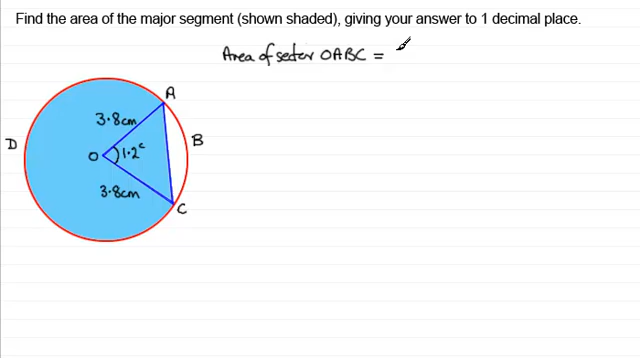 Find the area of the major segment (shown shaded), giving your answer to 1 decimal place.
Area of sector OABC =
A
3.8cm
D
B
O
1.2ᶜ
3.8cm
C